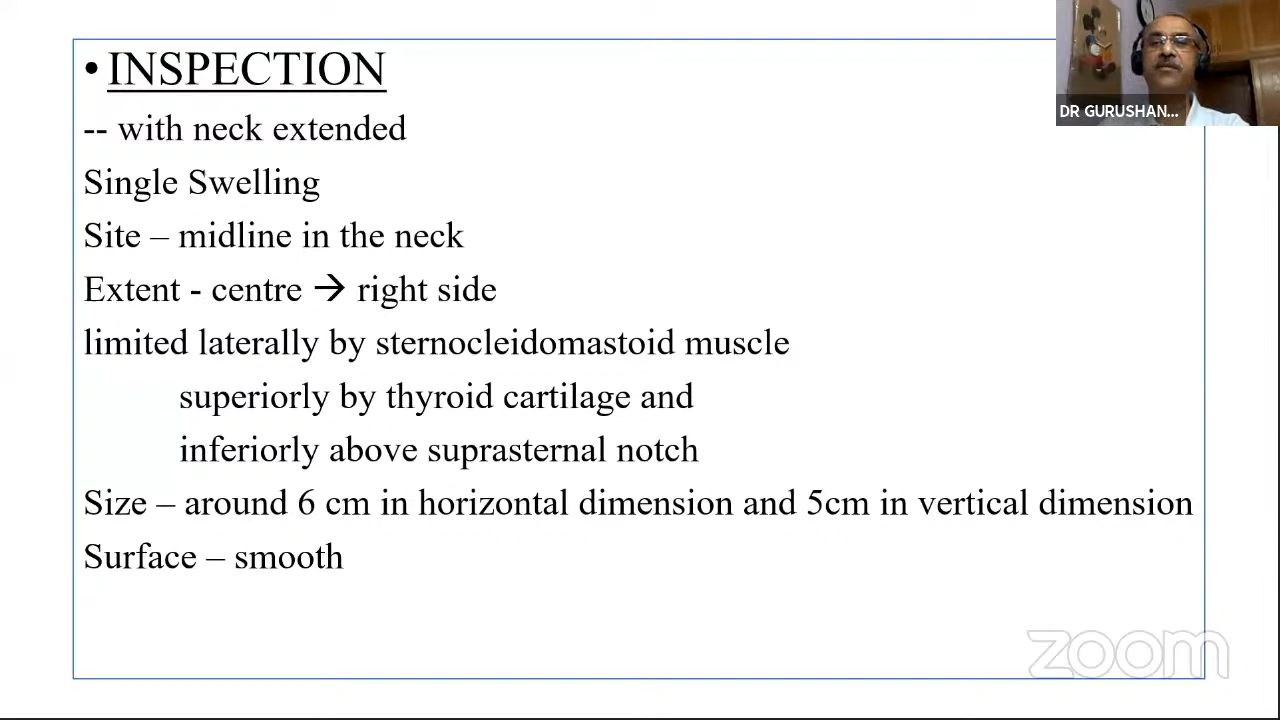 • INSPECTION
-- with neck extended
Single Swelling
Site – midline in the neck
Extent - centre → right side
limited laterally by sternocleidomastoid muscle
superiorly by thyroid cartilage and
inferiorly above suprasternal notch
Size – around 6 cm in horizontal dimension and 5cm in vertical dimension
Surface – smooth
DR GURUSHAN...
zoom